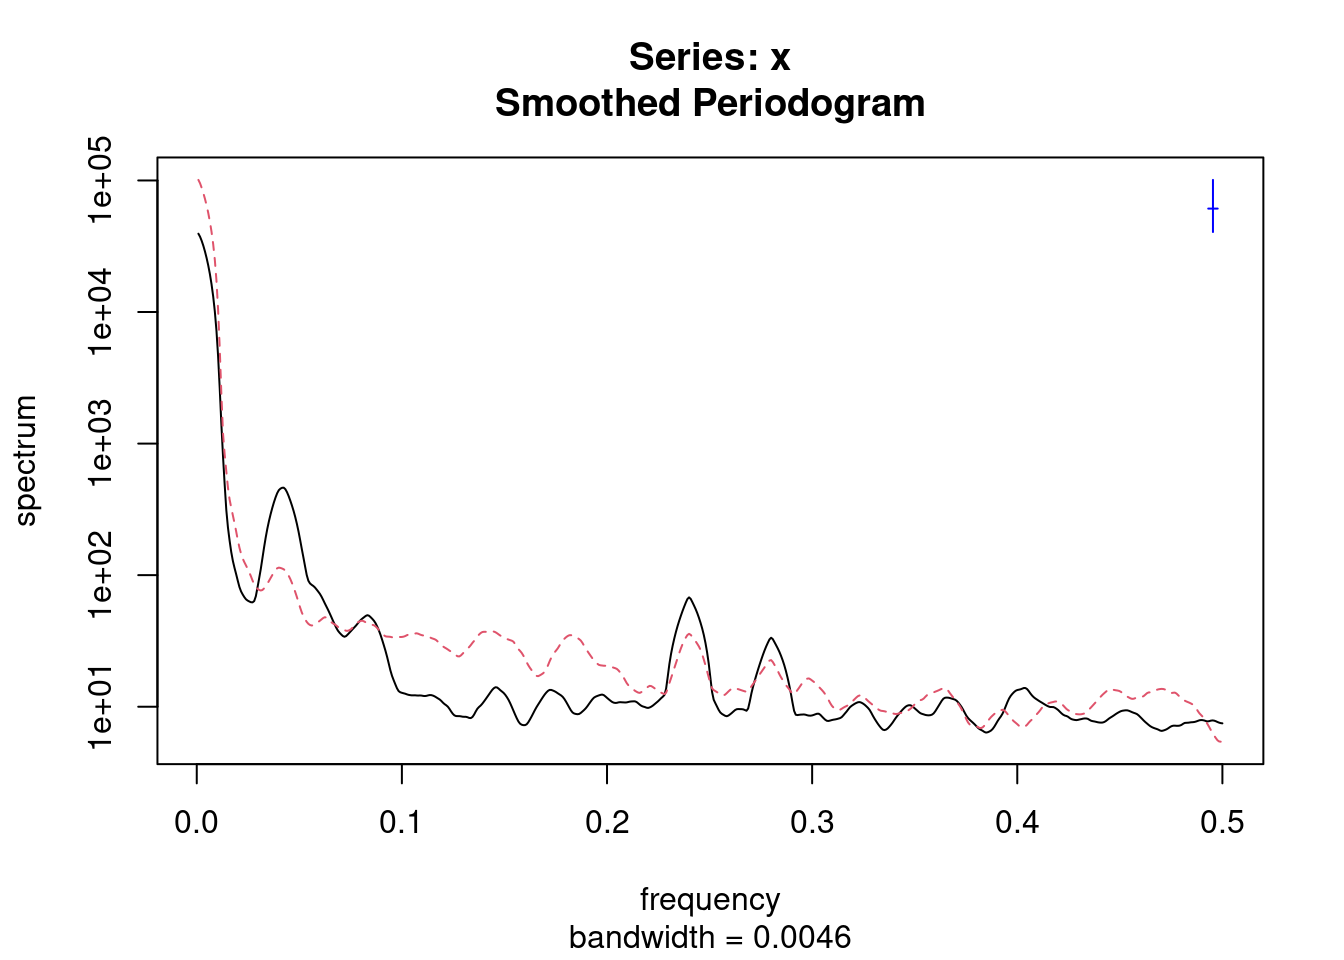 Series: x
Smoothed Periodogram
spectrum
1e+05
1e+04
1e+03
1e+02
1e+01
0.0 0.1 0.2 0.3 0.4 0.5
frequency
bandwidth = 0.0046